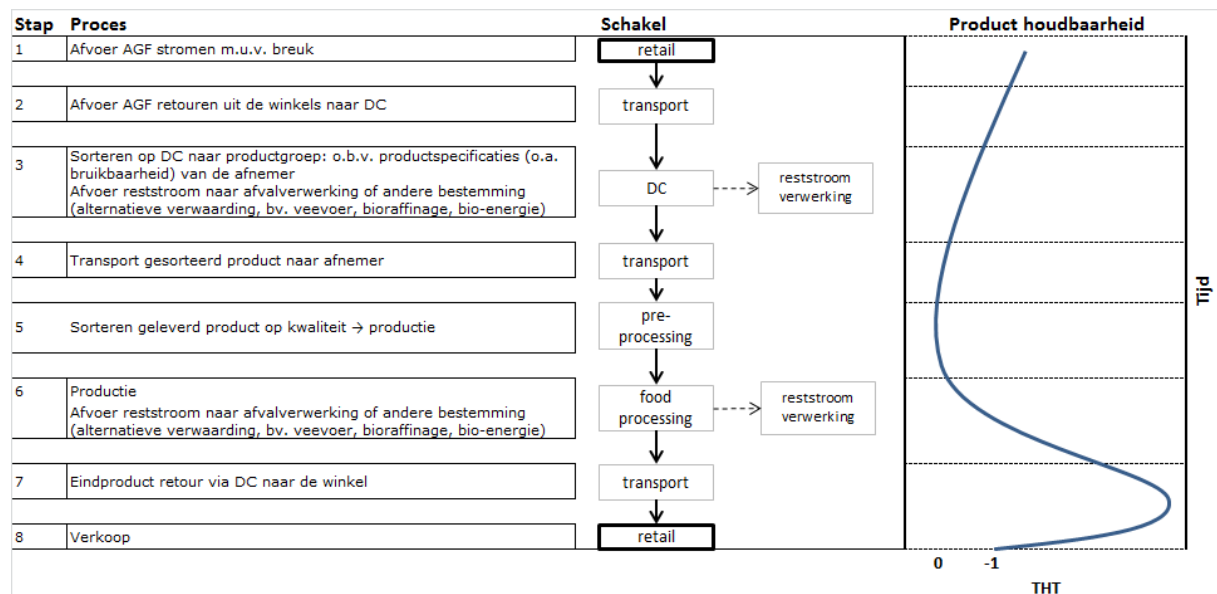 Stap Proces Schakel Product houdbaarheid
1 Afvoer AGF stromen m.u.v. breuk
retail
2 Afvoer AGF retouren uit de winkels naar DC
transport
3 Sorteren op DC naar productgroep: o.b.v. productspecificaties (o.a.
bruikbaarheid) van de afnemer
Afvoer reststroom naar afvalverwerking of andere bestemming
(alternatieve verwaarding, bv. veevoer, bioraffinage, bio-energie)
DC
reststroom
verwerking
4 Transport gesorteerd product naar afnemer
transport
5 Sorteren geleverd product op kwaliteit → productie
pre-
processing
6 Productie
Afvoer reststroom naar afvalverwerking of andere bestemming
(alternatieve verwaarding, bv. veevoer, bioraffinage, bio-energie)
food
processing
reststroom
verwerking
7 Eindproduct retour via DC naar de winkel
transport
8 Verkoop
retail
Tijd
0 -1
THT